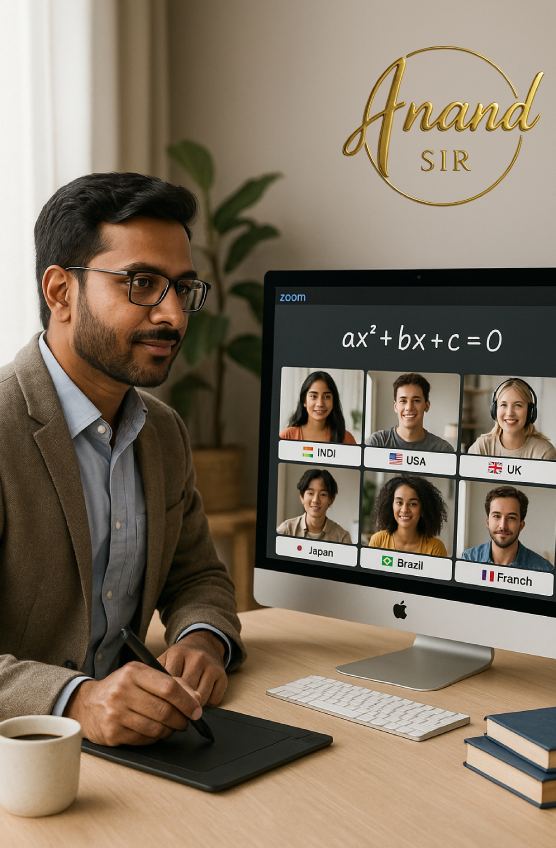 Anand
SIR
zoom
ax² + bx + c = 0
INDI
USA
UK
Japan
Brazil
Franch